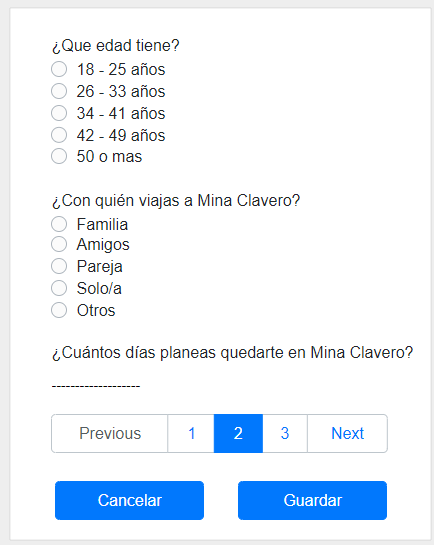 ¿Que edad tiene?
18 - 25 años
26 - 33 años
34 - 41 años
42 - 49 años
50 o mas
¿Con quién viajas a Mina Clavero?
Familia
Amigos
Pareja
Solo/a
Otros
¿Cuántos días planeas quedarte en Mina Clavero?
-------------------
Previous 1 2 3 Next
Cancelar Guardar